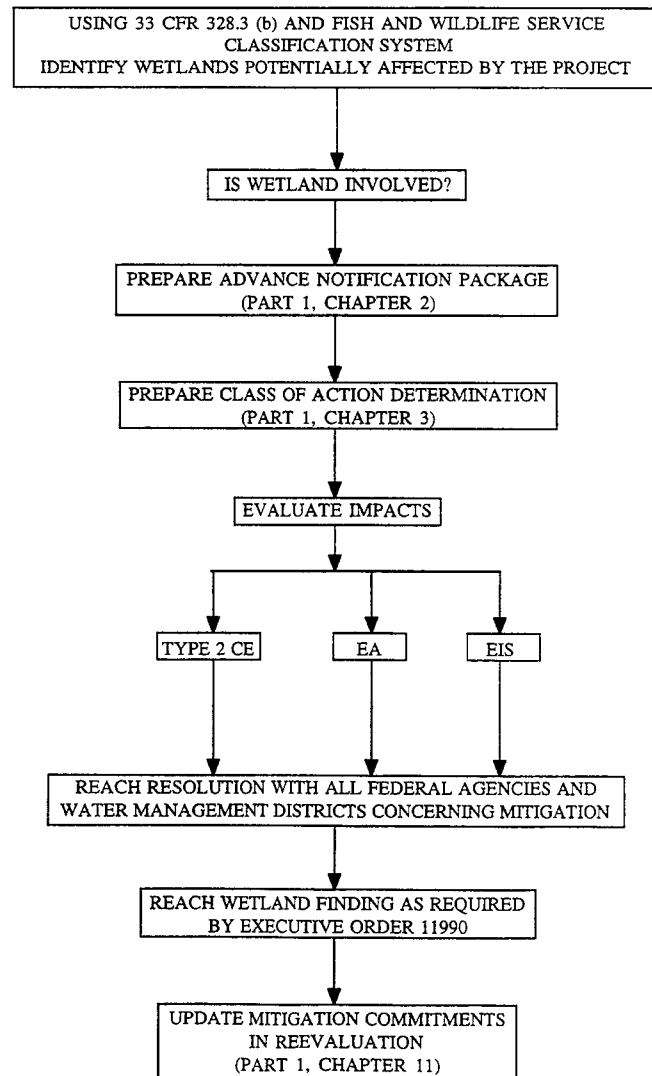 USING 33 CFR 328.3 (b) AND FISH AND WILDLIFE SERVICE
CLASSIFICATION SYSTEM
IDENTIFY WETLANDS POTENTIALLY AFFECTED BY THE PROJECT
IS WETLAND INVOLVED?
PREPARE ADVANCE NOTIFICATION PACKAGE
(PART 1, CHAPTER 2)
PREPARE CLASS OF ACTION DETERMINATION
(PART 1, CHAPTER 3)
EVALUATE IMPACTS
TYPE 2 CE
EA
EIS
REACH RESOLUTION WITH ALL FEDERAL AGENCIES AND
WATER MANAGEMENT DISTRICTS CONCERNING MITIGATION
REACH WETLAND FINDING AS REQUIRED
BY EXECUTIVE ORDER 11990
UPDATE MITIGATION COMMITMENTS
IN REEVALUATION
(PART 1, CHAPTER 11)